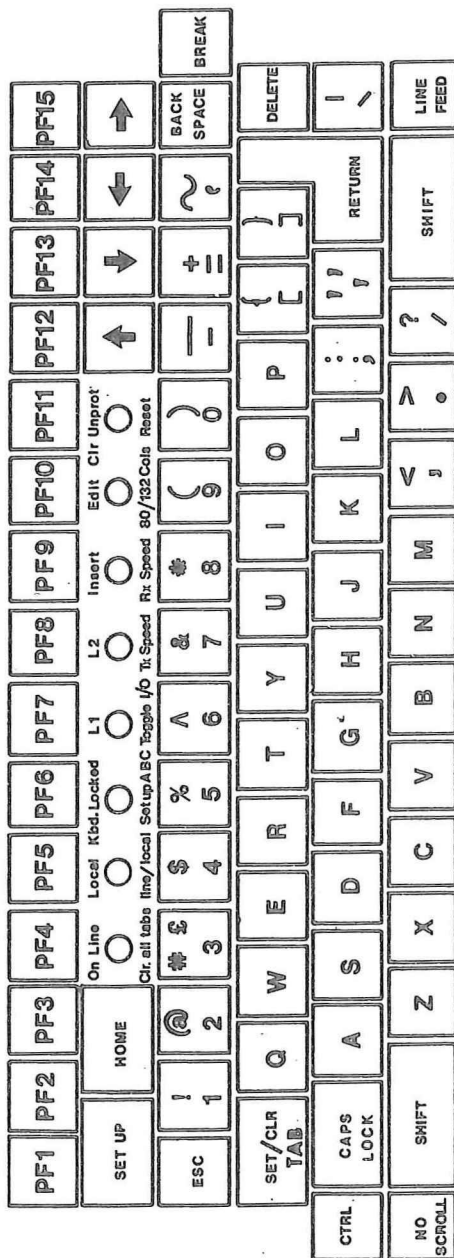 PF1 PF2 PF3 PF4 PF5 PF6 PF7 PF8 PF9 PF10 PF11 PF12 PF13 PF14 PF15
SET UP HOME On Line Local Kbd. Locked L1 L2 Insert Edit Clr Unprot ↑ ↓ ← →
Clr. all tabs line/local Set up A BC Toggle I/O Tx Speed Rx Speed 80/132 Cols Reset
ESC ! 1 @ 2 # £ 3 $ 4 % 5 ^ 6 & 7 * 8 ( 9 ) 0 _ - + = ~ ` BACK SPACE BREAK
SET/CLR TAB Q W E R T Y U I O P { [ } ] DELETE
CTRL CAPS LOCK A S D F G H J K L : ; " ' RETURN | \
NO SCROLL SHIFT Z X C V B N M < , > . ? / SHIFT LINE FEED